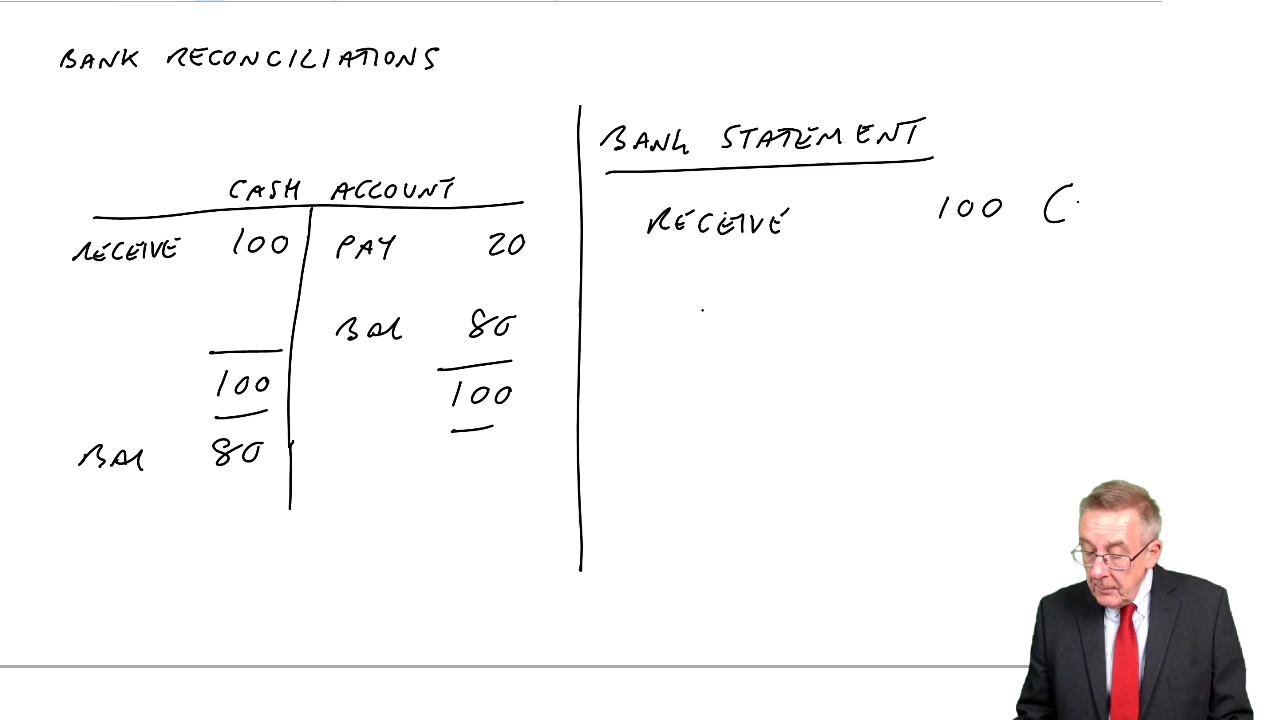 BANK RECONCILIATIONS
CASH ACCOUNT
RECEIVE 100 PAY 20
BAL 80
100 100
BAL 80
BANK STATEMENT
RECEIVE 100 (